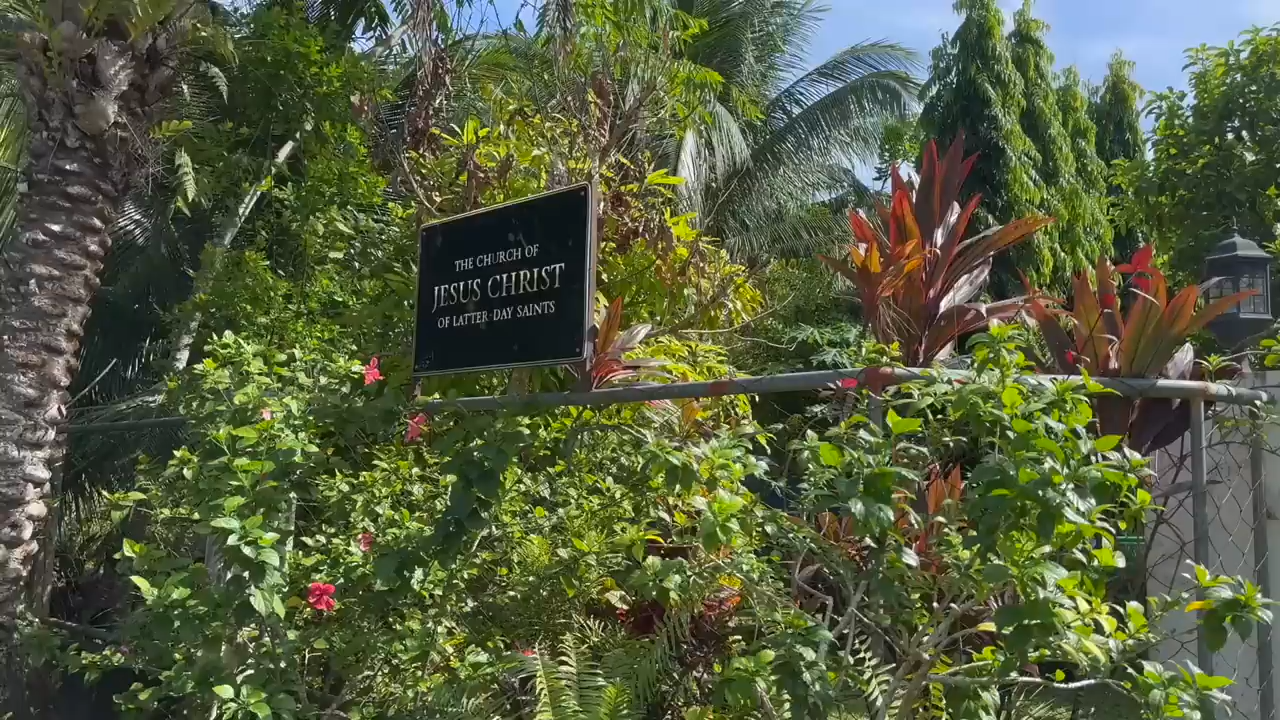 THE CHURCH OF
JESUS CHRIST
OF LATTER-DAY SAINTS